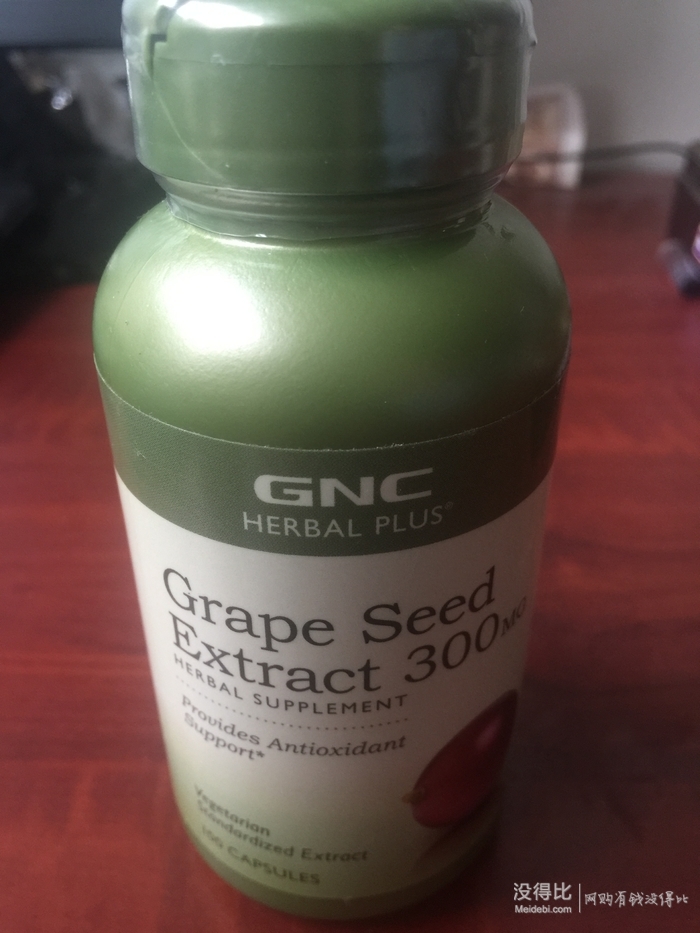 GNC
HERBAL PLUS®
Grape Seed
Extract 300MG
HERBAL SUPPLEMENT
Provides Antioxidant
Support*
Vegetarian
Standardized Extract
100 CAPSULES
没得比
Meidebi.com
网购有钱没得比